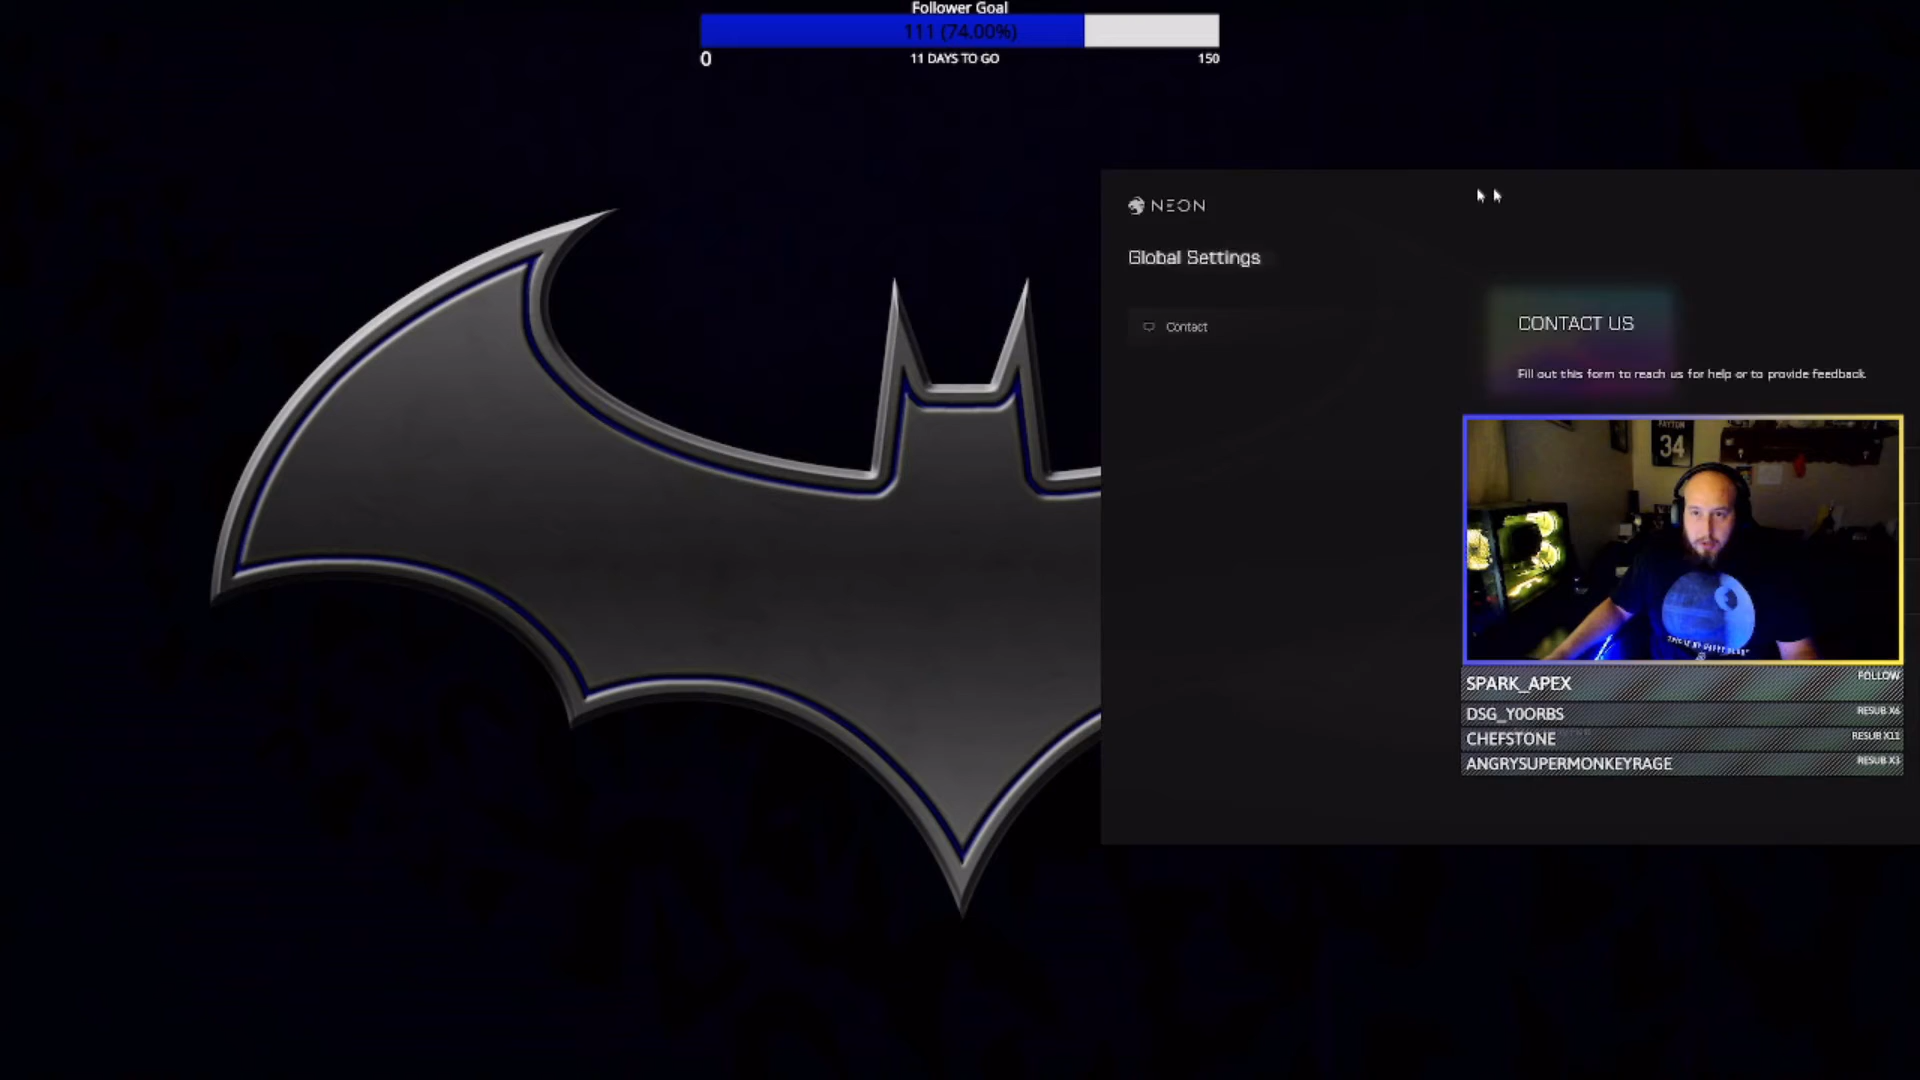 Follower Goal
111 (74.00%)
0
11 DAYS TO GO
150
NEON
Global Settings
Contact
CONTACT US
Fill out this form to reach us for help or to provide feedback.
PAYTON
34
SPARK_APEX
FOLLOW
DSG_Y0ORBS
RESUB X6
CHEFSTONE
RESUB X11
ANGRYSUPERMONKEYRAGE
RESUB X3